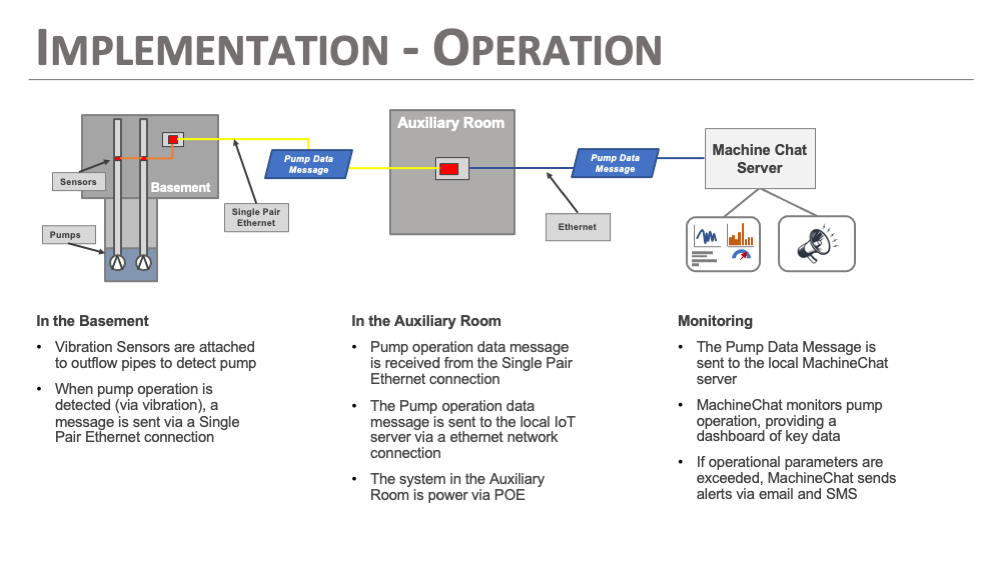 IMPLEMENTATION - OPERATION
Auxiliary Room
Pump Data
Message
Pump Data
Message
Machine Chat
Server
Sensors
Basement
Single Pair
Ethernet
Ethernet
Pumps
In the Basement
• Vibration Sensors are attached
to outflow pipes to detect pump
• When pump operation is
detected (via vibration), a
message is sent via a Single
Pair Ethernet connection
In the Auxiliary Room
• Pump operation data message
is received from the Single Pair
Ethernet connection
• The Pump operation data
message is sent to the local IoT
server via a ethernet network
connection
• The system in the Auxiliary
Room is power via POE
Monitoring
• The Pump Data Message is
sent to the local MachineChat
server
• MachineChat monitors pump
operation, providing a
dashboard of key data
• If operational parameters are
exceeded, MachineChat sends
alerts via email and SMS